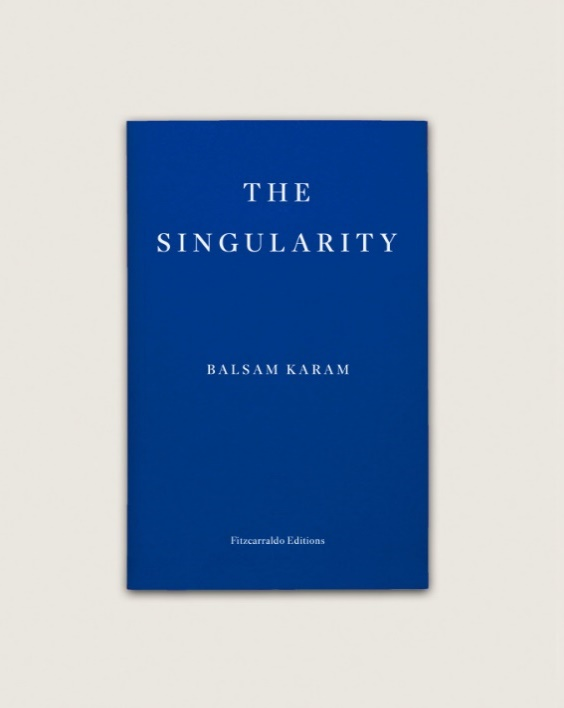 THE
SINGULARITY
BALSAM KARAM
Fitzcarraldo Editions